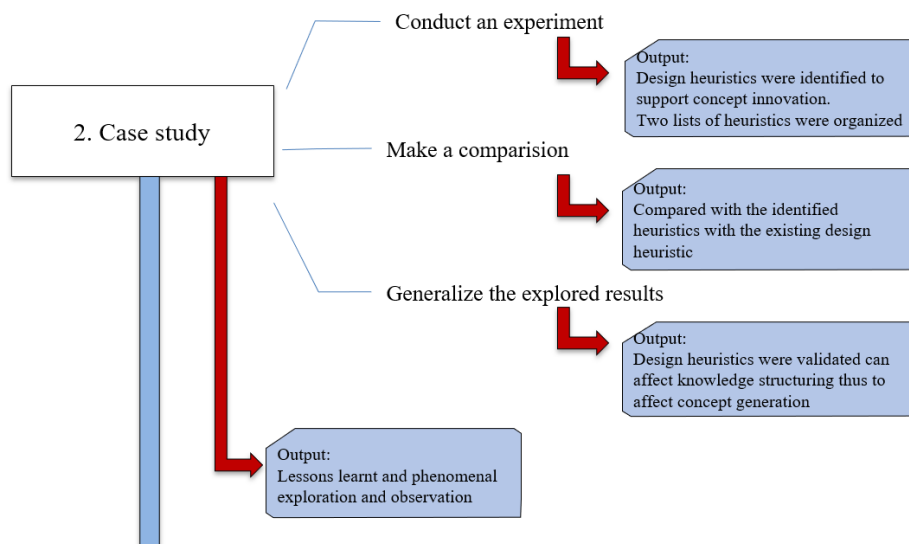 Conduct an experiment
Output:
Design heuristics were identified to
support concept innovation.
Two lists of heuristics were organized
2. Case study
Make a comparision
Output:
Compared with the identified
heuristics with the existing design
heuristic
Generalize the explored results
Output:
Design heuristics were validated can
affect knowledge structuring thus to
affect concept generation
Output:
Lessons learnt and phenomenal
exploration and observation